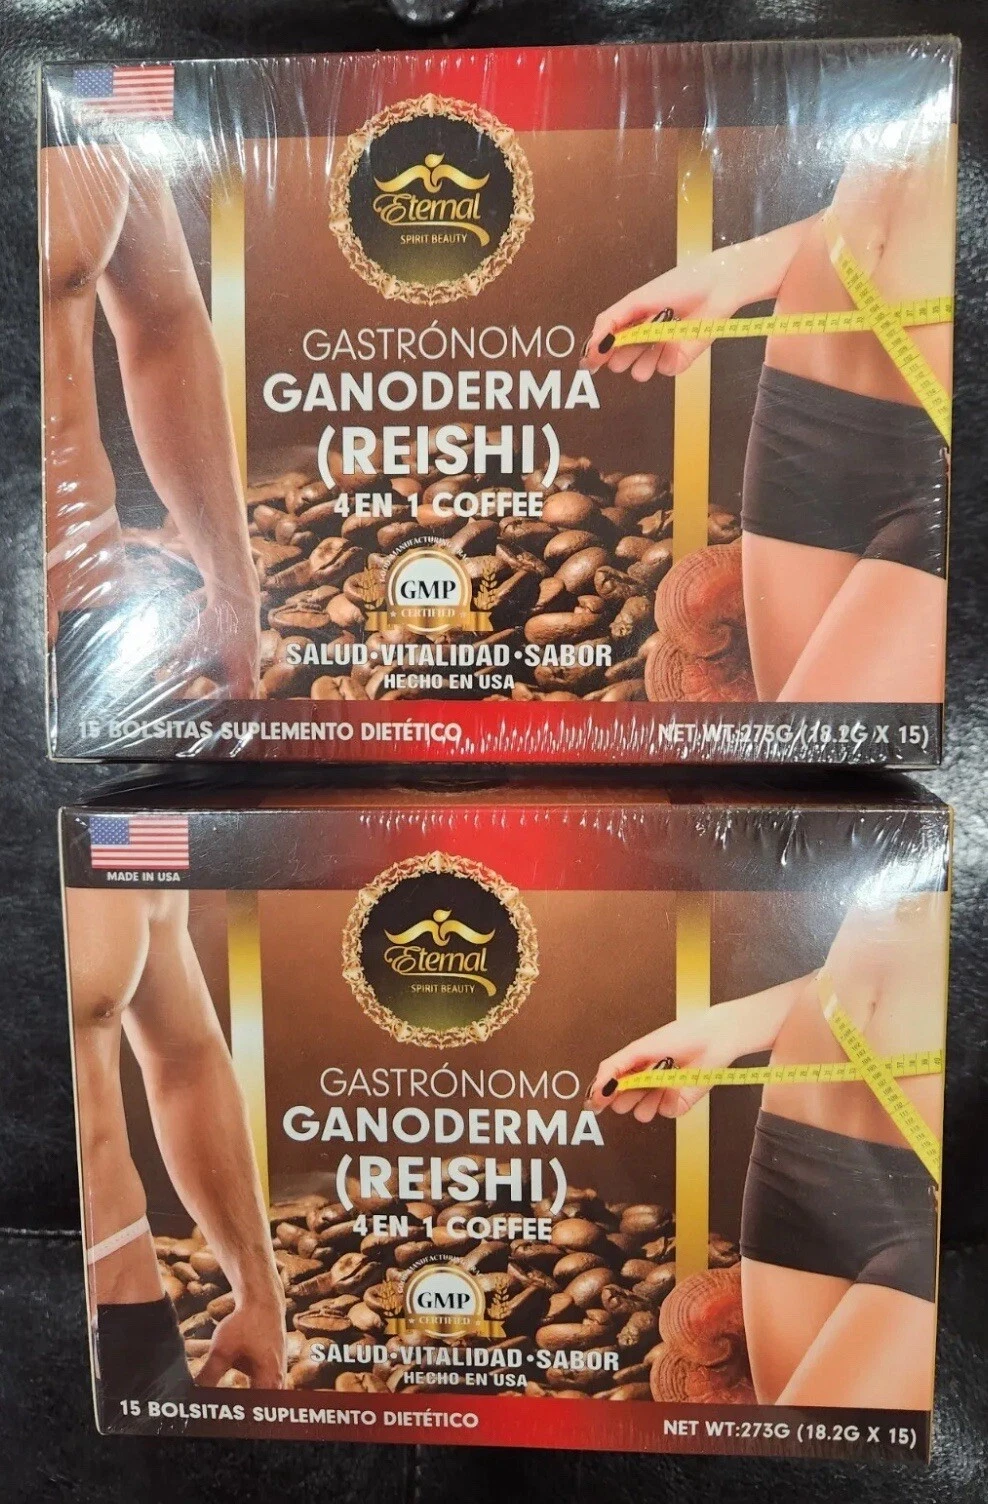 Eternal
SPIRIT BEAUTY
GASTRÓNOMO
GANODERMA
(REISHI)
4 EN 1 COFFEE
GMP
CERTIFIED
SALUD•VITALIDAD•SABOR
HECHO EN USA
15 BOLSITAS SUPLEMENTO DIETÉTICO
NET WT:273G (18.2G X 15)
MADE IN USA
Eternal
SPIRIT BEAUTY
GASTRÓNOMO
GANODERMA
(REISHI)
4 EN 1 COFFEE
GMP
CERTIFIED
SALUD•VITALIDAD•SABOR
HECHO EN USA
15 BOLSITAS SUPLEMENTO DIETÉTICO
NET WT:273G (18.2G X 15)